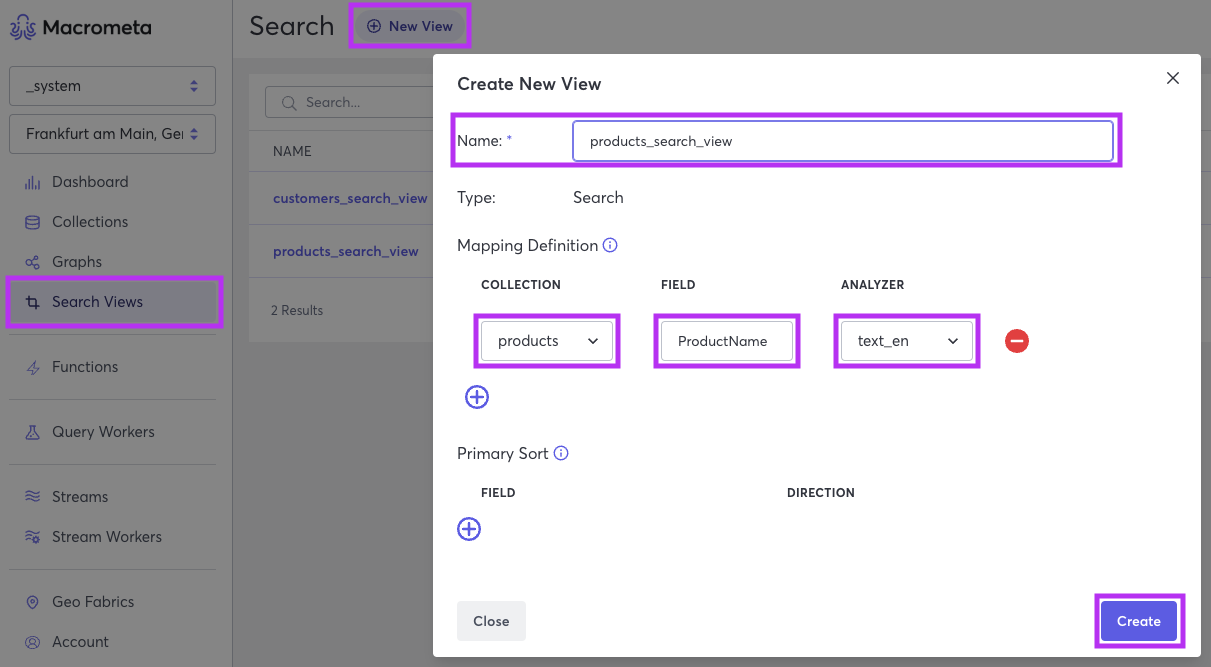 Macrometa
_system
Frankfurt am Main, Ger
Dashboard
Collections
Graphs
Search Views
Functions
Query Workers
Streams
Stream Workers
Geo Fabrics
Account
Search
New View
Search...
NAME
customers_search_view
products_search_view
2 Results
Create New View
Name: *
products_search_view
Type:
Search
Mapping Definition
COLLECTION FIELD ANALYZER
products ProductName text_en
Primary Sort
FIELD DIRECTION
Close Create